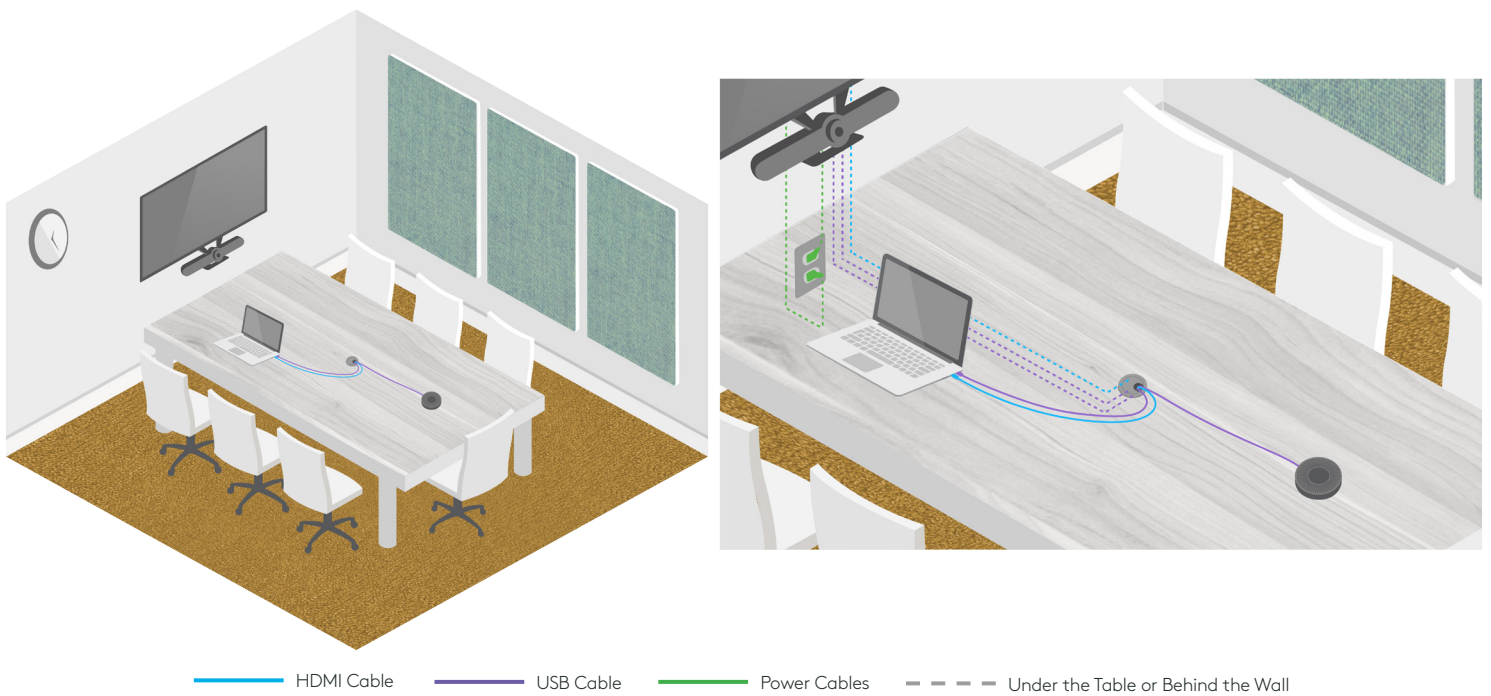 HDMI Cable
USB Cable
Power Cables
Under the Table or Behind the Wall